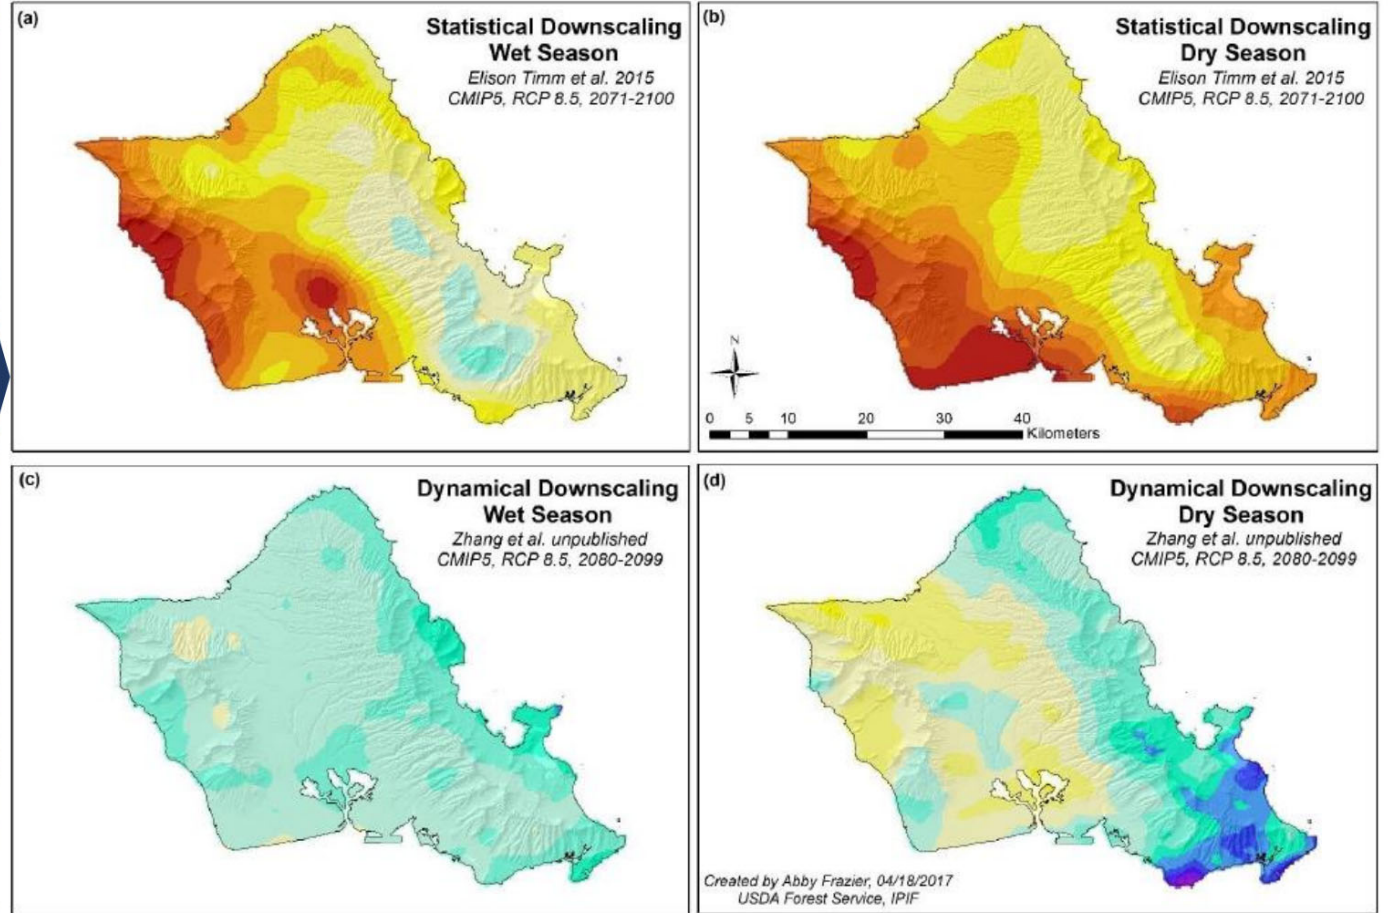 (a)
Statistical Downscaling
Wet Season
Elison Timm et al. 2015
CMIP5, RCP 8.5, 2071-2100
(b)
Statistical Downscaling
Dry Season
Elison Timm et al. 2015
CMIP5, RCP 8.5, 2071-2100
N
0 5 10 20 30 40
Kilometers
(c)
Dynamical Downscaling
Wet Season
Zhang et al. unpublished
CMIP5, RCP 8.5, 2080-2099
(d)
Dynamical Downscaling
Dry Season
Zhang et al. unpublished
CMIP5, RCP 8.5, 2080-2099
Created by Abby Frazier, 04/18/2017
USDA Forest Service, IPIF